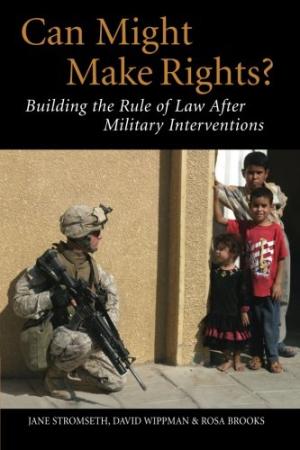 Can Might
Make Rights?
Building the Rule of Law After
Military Interventions
JANE STROMSETH, DAVID WIPPMAN & ROSA BROOKS